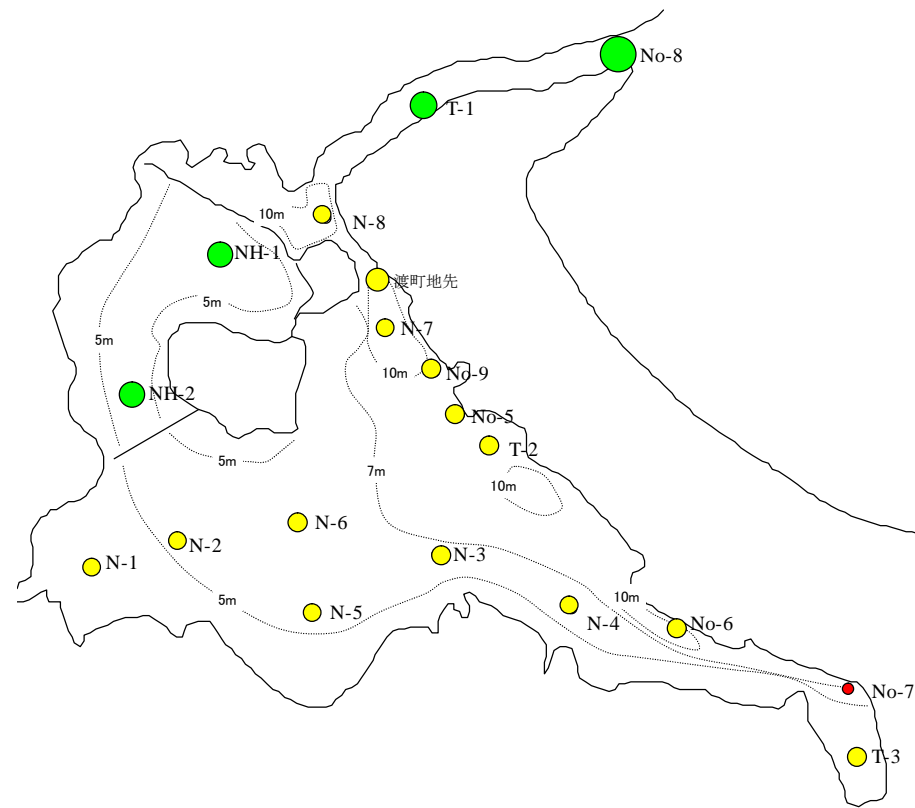 No-8
T-1
10m
N-8
NH-1
渡町地先
5m
N-7
5m
10m
No-9
NH-2
No-5
T-2
5m
7m
10m
N-6
N-2
N-3
N-1
5m
N-5
10m
N-4
No-6
No-7
T-3